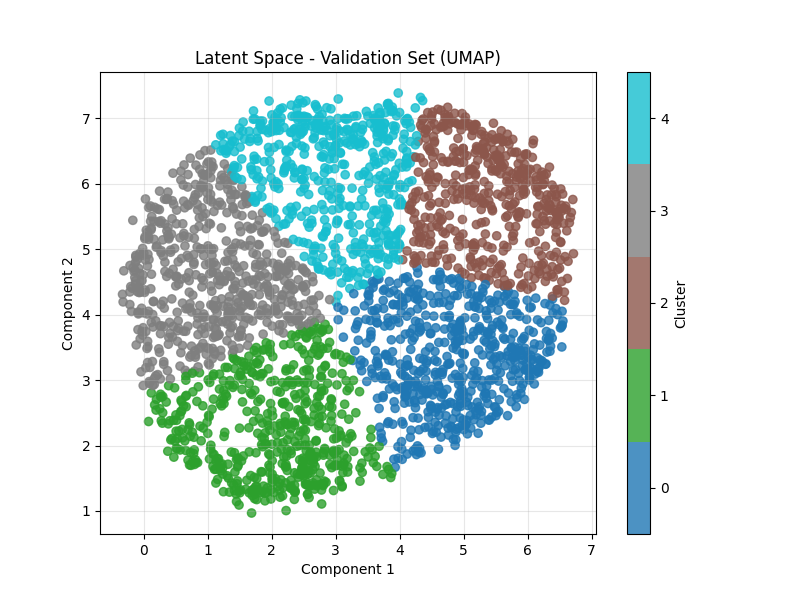 Latent Space - Validation Set (UMAP)
Component 2
7
6
5
4
3
2
1
0 1 2 3 4 5 6 7
Component 1
4
3
2
1
0
Cluster